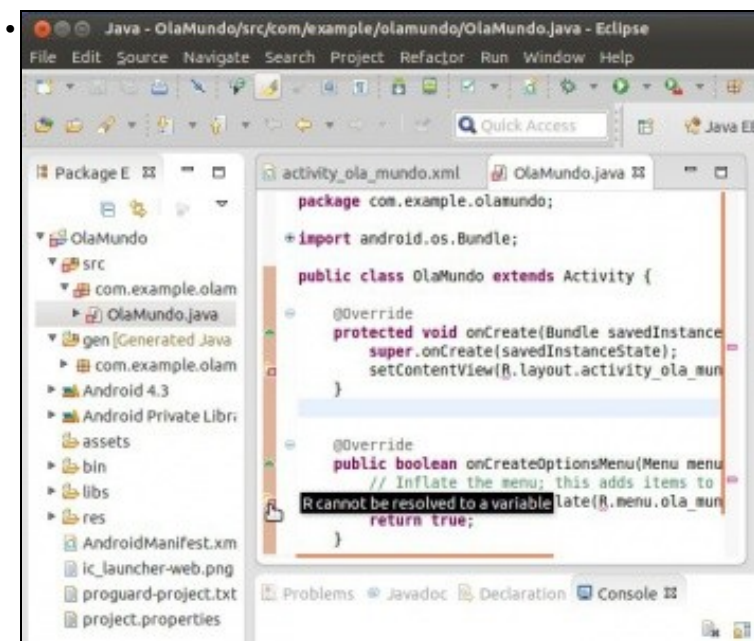 Java - OlaMundo/src/com/example/olamundo/OlaMundo.java - Eclipse
File Edit Source Navigate Search Project Refactor Run Window Help
Quick Access
Java EE
Package E
activity_ola_mundo.xml
OlaMundo.java
OlaMundo
src
com.example.olam
OlaMundo.java
gen [Generated Java
com.example.olam
Android 4.3
Android Private Libra
assets
bin
libs
res
AndroidManifest.xm
ic_launcher-web.png
proguard-project.txt
project.properties
package com.example.olamundo;
import android.os.Bundle;
public class OlaMundo extends Activity {
@Override
protected void onCreate(Bundle savedInstance
super.onCreate(savedInstanceState);
setContentView(R.layout.activity_ola_mun
}
@Override
public boolean onCreateOptionsMenu(Menu menu
// Inflate the menu; this adds items to
R cannot be resolved to a variable late(R.menu.ola_mun
return true;
}
Problems Javadoc Declaration Console